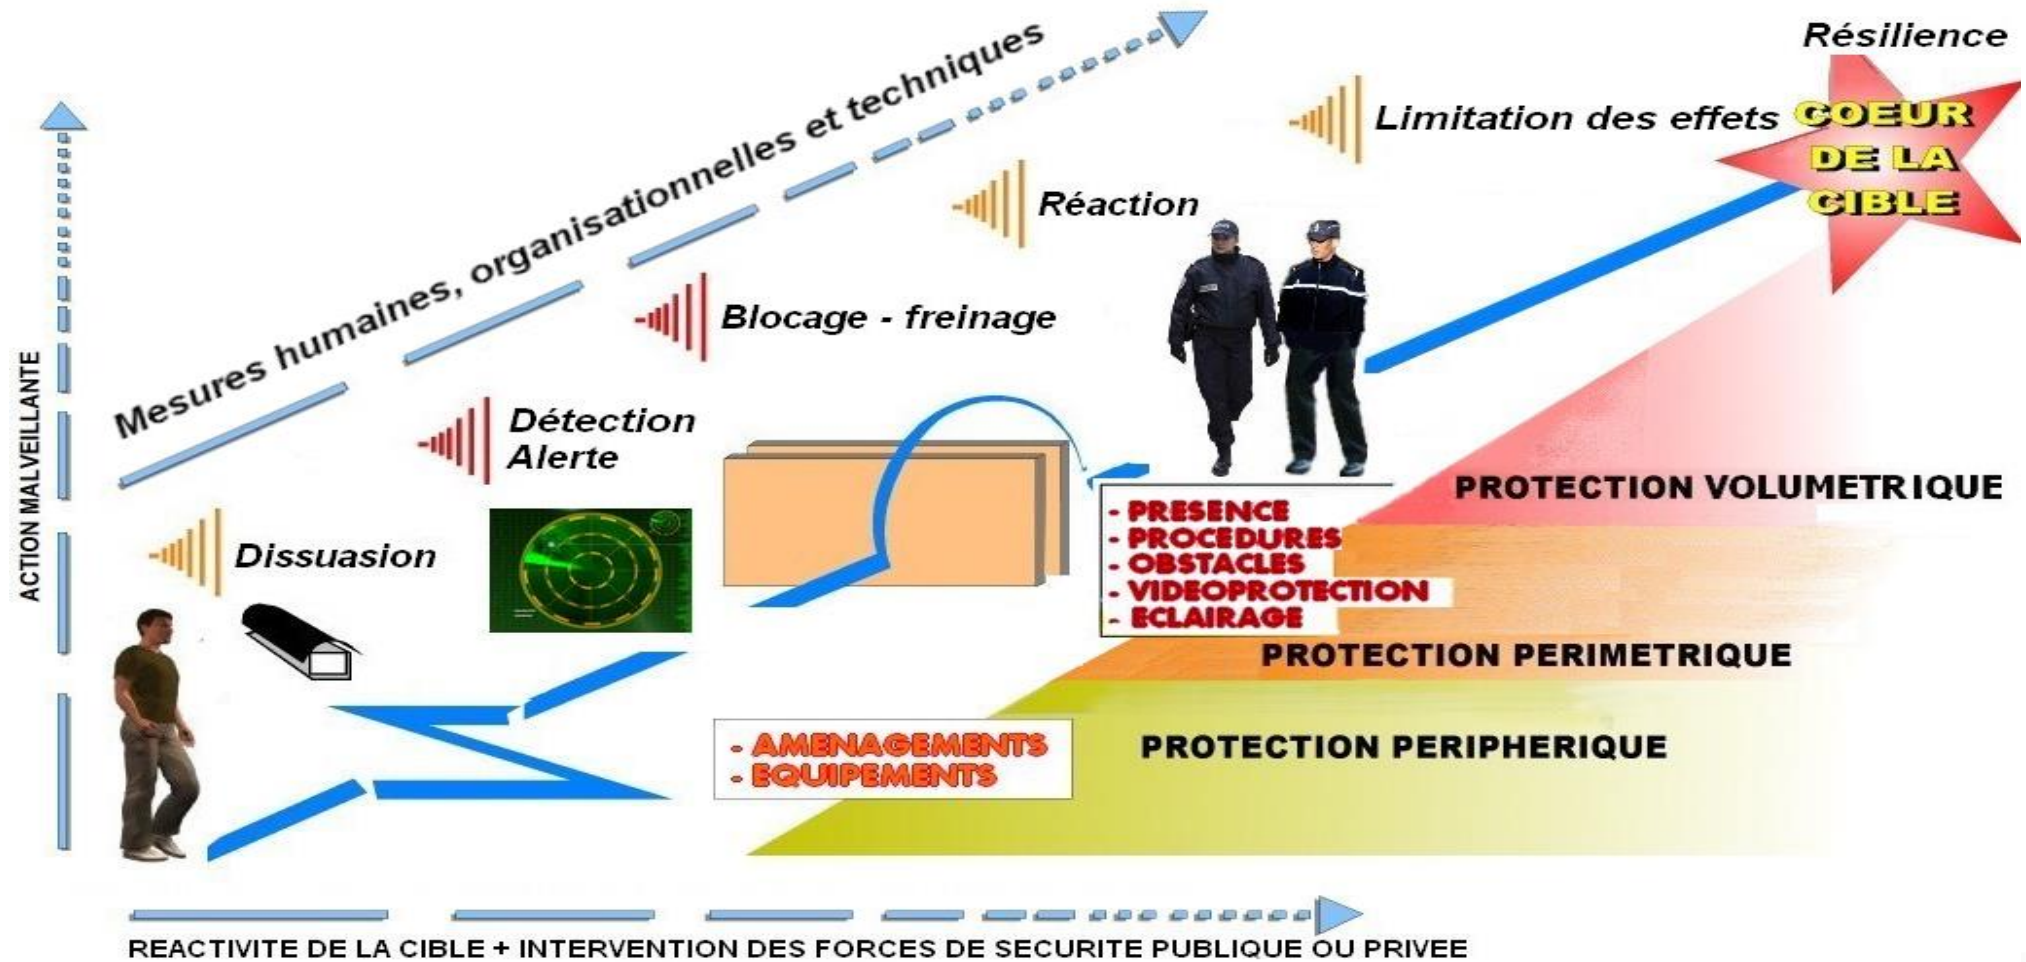 Résilience
Mesures humaines, organisationnelles et techniques
Limitation des effets
COEUR
DE LA
CIBLE
Réaction
Blocage - freinage
Détection
Alerte
Dissuasion
ACTION MALVEILLANTE
PROTECTION VOLUMETRIQUE
- PRESENCE
- PROCEDURES
- OBSTACLES
- VIDEOPROTECTION
- ECLAIRAGE
PROTECTION PERIMETRIQUE
- AMENAGEMENTS
- EQUIPEMENTS
PROTECTION PERIPHERIQUE
REACTIVITE DE LA CIBLE + INTERVENTION DES FORCES DE SECURITE PUBLIQUE OU PRIVEE